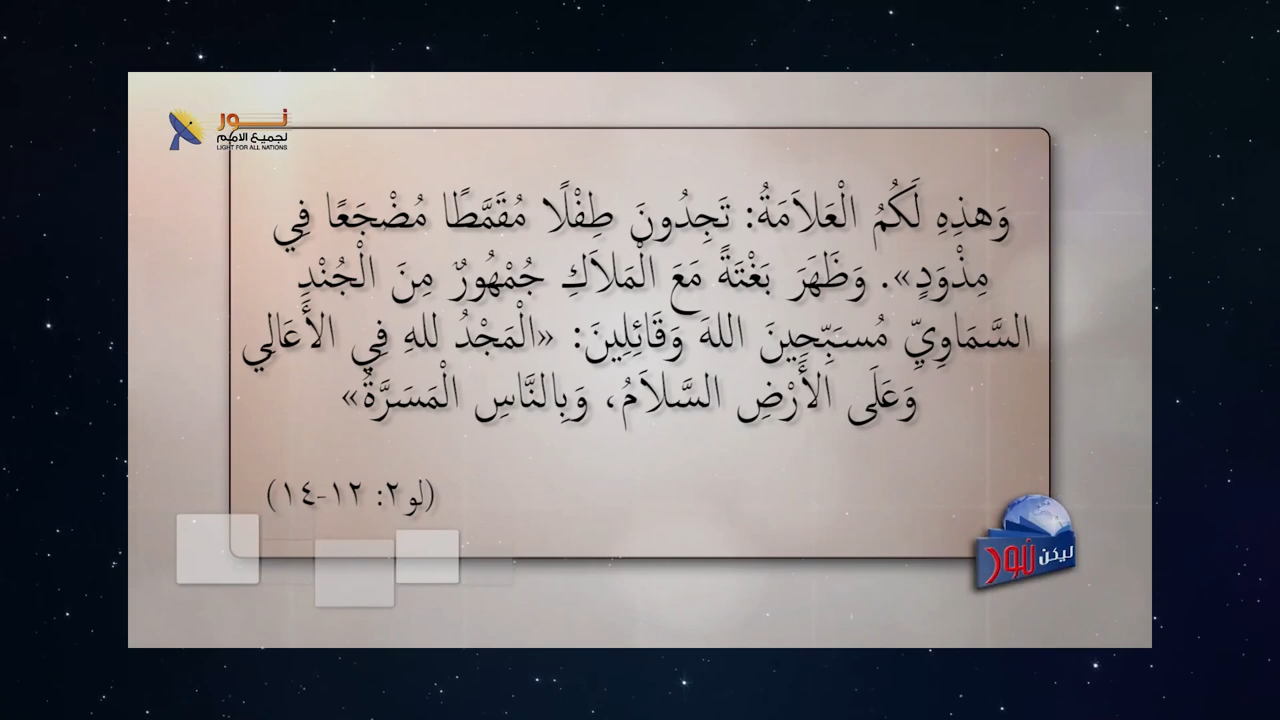 نور
لجميع الامم
LIGHT FOR ALL NATIONS
وَهذِهِ لَكُمُ الْعَلاَمَةُ: تَجِدُونَ طِفْلًا مُقَمَّطًا مُضْجَعًا فِي
مِذْوَدٍ». وَظَهَرَ بَغْتَةً مَعَ الْمَلاَكِ جُمْهُورٌ مِنَ الْجُنْدِ
السَّمَاوِيِّ مُسَبِّحِينَ اللهَ وَقَائِلِينَ: «الْمَجْدُ للهِ فِي الأَعَالِي
وَعَلَى الأَرْضِ السَّلاَمُ، وَبِالنَّاسِ الْمَسَرَّةُ»
(لو٢: ١٢-١٤)
ليكن نور